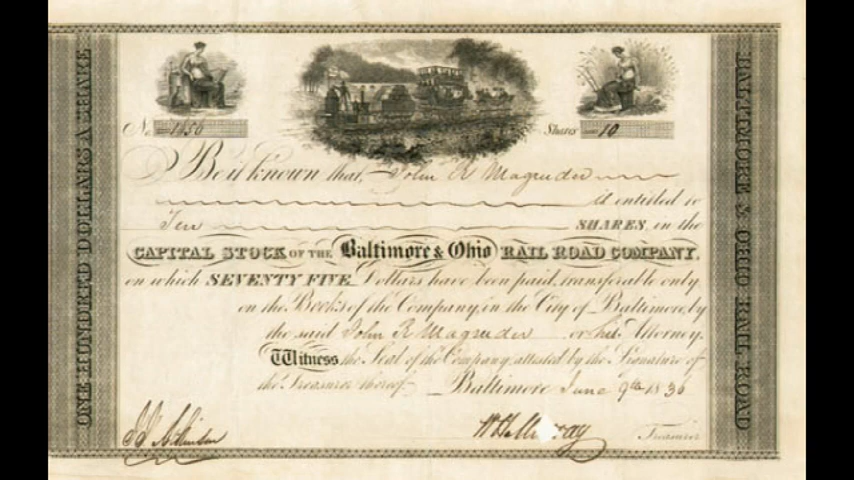 ONE HUNDRED DOLLARS A SHARE
No. 1856 Shares 10
Be it known that, John R Magruder
is entitled to
Ten SHARES, in the
CAPITAL STOCK OF THE Baltimore & Ohio RAIL ROAD COMPANY,
on which SEVENTY FIVE Dollars have been paid, transferable only
on the Books of the Company, in the City of Baltimore, by
the said John R Magruder or his Attorney.
Witness the Seal of the Company, attested by the Signature of
the Treasurer thereof Baltimore June 9th 1836
J. J. Atkinson Treasurer
BALTIMORE & OHIO RAIL ROAD